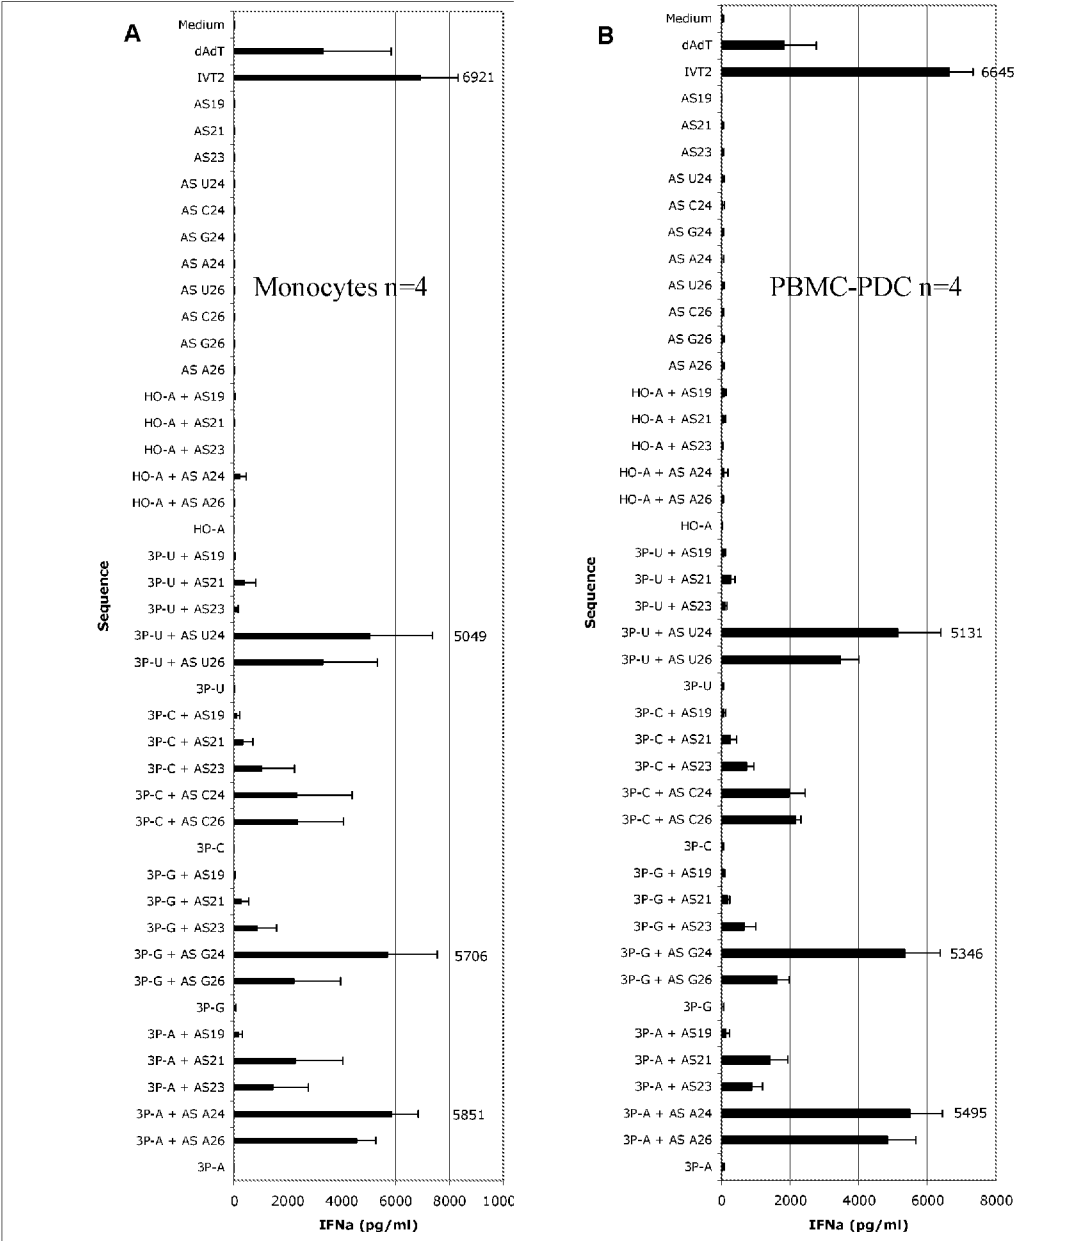 A
Medium
dAdT
IVT2
6921
AS19
AS21
AS23
AS U24
AS C24
AS G24
AS A24
AS U26
AS C26
AS G26
AS A26
Monocytes n=4
HO-A + AS19
HO-A + AS21
HO-A + AS23
HO-A + AS A24
HO-A + AS A26
HO-A
3P-U + AS19
3P-U + AS21
3P-U + AS23
3P-U + AS U24
5049
3P-U + AS U26
3P-U
3P-C + AS19
3P-C + AS21
3P-C + AS23
3P-C + AS C24
3P-C + AS C26
3P-C
3P-G + AS19
3P-G + AS21
3P-G + AS23
3P-G + AS G24
5706
3P-G + AS G26
3P-G
3P-A + AS19
3P-A + AS21
3P-A + AS23
3P-A + AS A24
5851
3P-A + AS A26
3P-A
Sequence
0 2000 4000 6000 8000 1000
IFNa (pg/ml)
B
Medium
dAdT
IVT2
6645
AS19
AS21
AS23
AS U24
AS C24
AS G24
AS A24
AS U26
AS C26
AS G26
AS A26
PBMC-PDC n=4
HO-A + AS19
HO-A + AS21
HO-A + AS23
HO-A + AS A24
HO-A + AS A26
HO-A
3P-U + AS19
3P-U + AS21
3P-U + AS23
3P-U + AS U24
5131
3P-U + AS U26
3P-U
3P-C + AS19
3P-C + AS21
3P-C + AS23
3P-C + AS C24
3P-C + AS C26
3P-C
3P-G + AS19
3P-G + AS21
3P-G + AS23
3P-G + AS G24
5346
3P-G + AS G26
3P-G
3P-A + AS19
3P-A + AS21
3P-A + AS23
3P-A + AS A24
5495
3P-A + AS A26
3P-A
Sequence
0 2000 4000 6000 8000
IFNa (pg/ml)